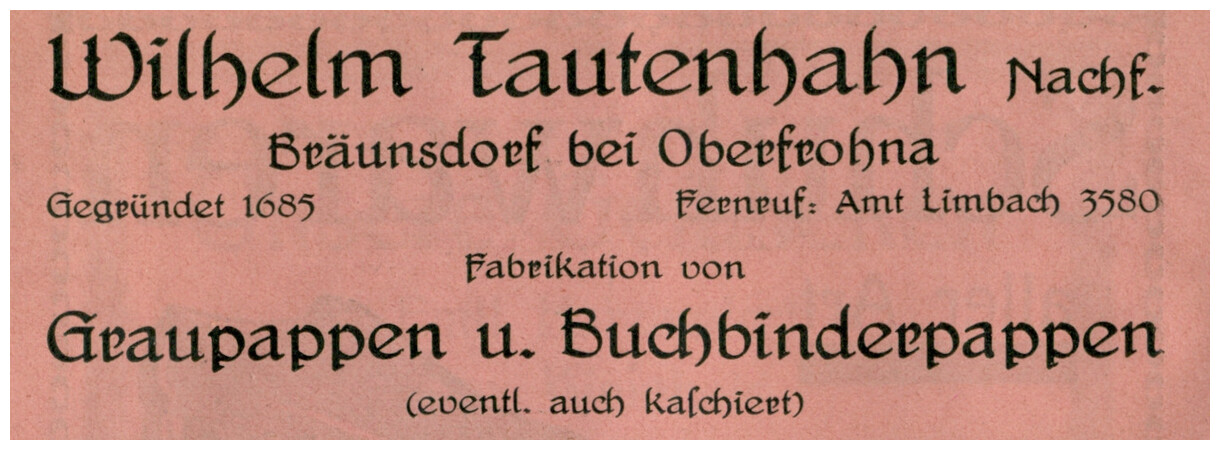 Wilhelm Tautenhahn Nachf.
Bräunsdorf bei Oberfrohna
Gegründet 1685 Fernruf: Amt Limbach 3580
Fabrikation von
Graupappen u. Buchbinderpappen
(eventl. auch kaſchiert)